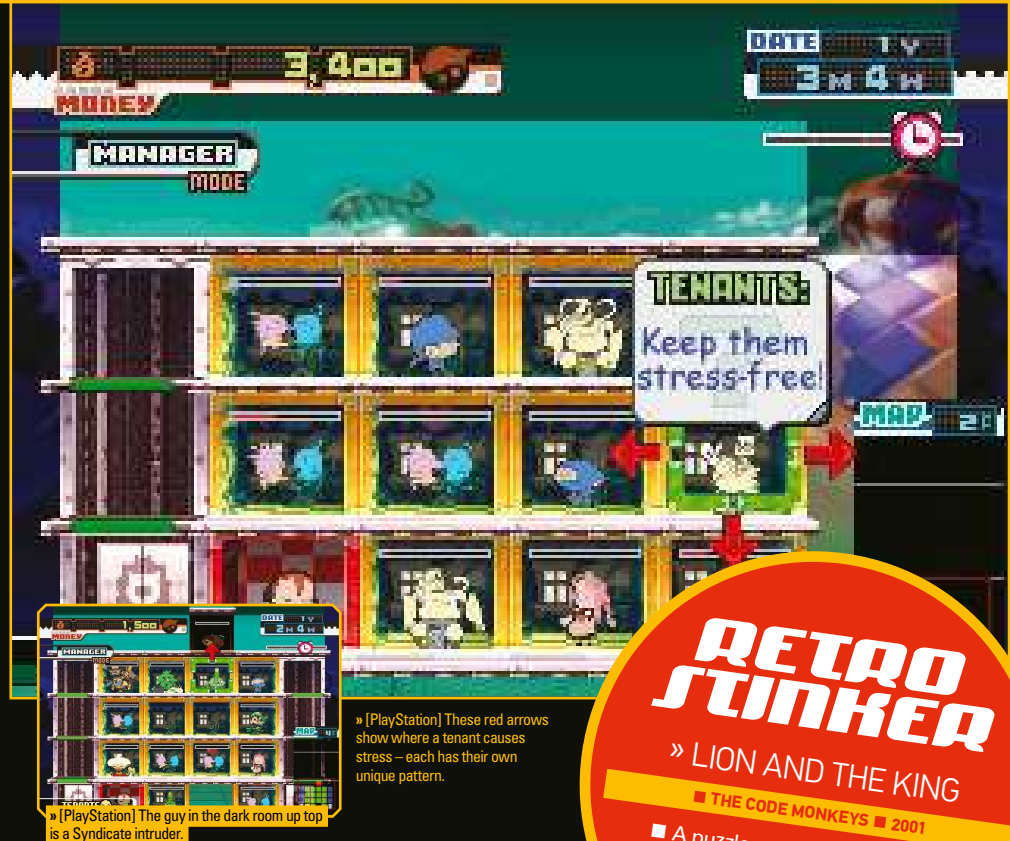 DATE 1 Y
3,400
3 M 4 W
MONEY
MANAGER
MODE
TENANTS:
Keep them
stress-free!
MAP
1,500
DATE 1 Y
2 M 4 W
MONEY
MANAGER
MODE
MAP
TENANTS
» [PlayStation] These red arrows
show where a tenant causes
stress – each has their own
unique pattern.
» [PlayStation] The guy in the dark room up top
is a Syndicate intruder.
RETRO
STINKER
» LION AND THE KING
■ THE CODE MONKEYS ■ 2001
■ A puzzle